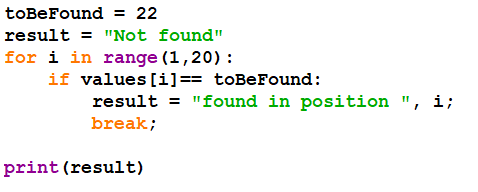 toBeFound = 22
result = "Not found"
for i in range(1,20):
    if values[i]== toBeFound:
        result = "found in position ", i;
        break;

print(result)